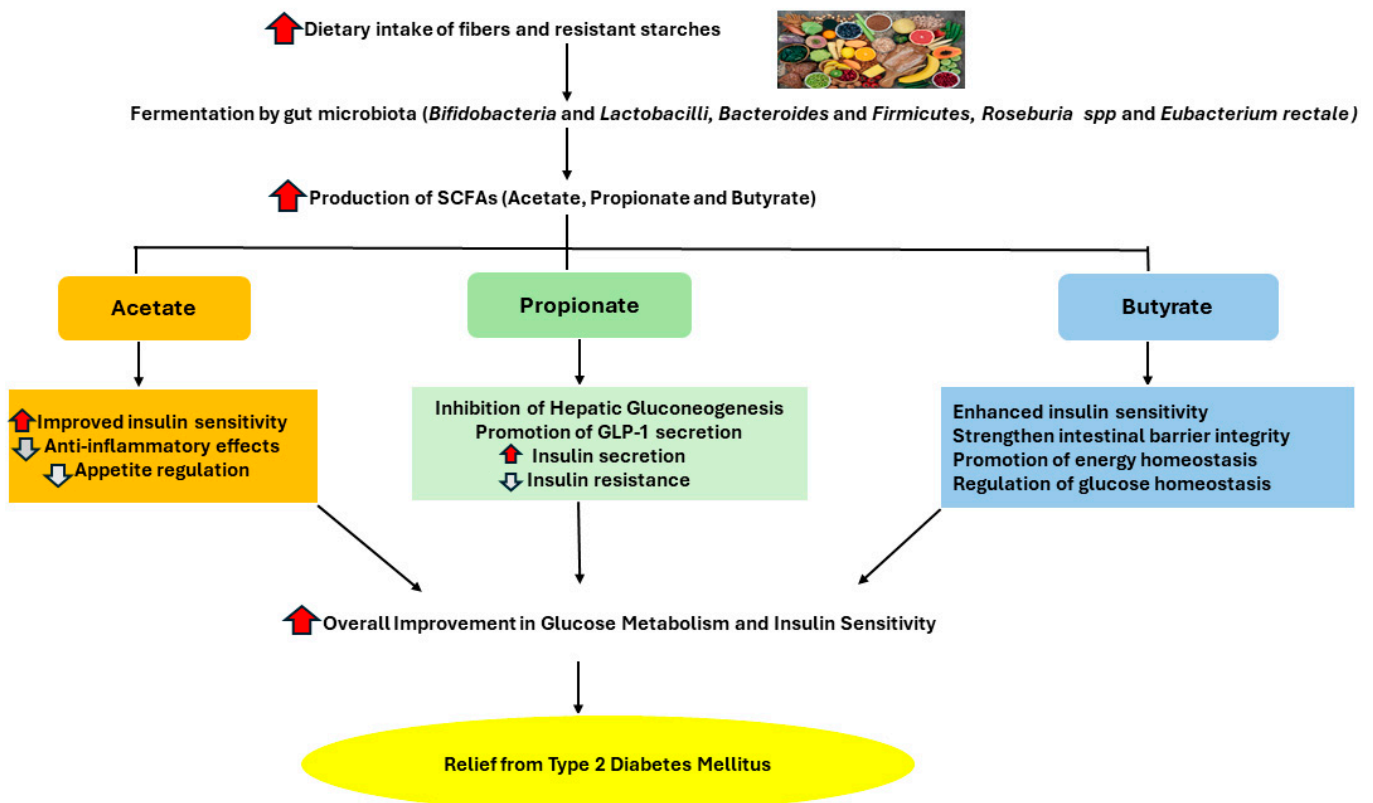 Dietary intake of fibers and resistant starches
Fermentation by gut microbiota (Bifidobacteria and Lactobacilli, Bacteroides and Firmicutes, Roseburia spp and Eubacterium rectale)
Production of SCFAs (Acetate, Propionate and Butyrate)
Acetate
Propionate
Butyrate
Improved insulin sensitivity
Anti-inflammatory effects
Appetite regulation
Inhibition of Hepatic Gluconeogenesis
Promotion of GLP-1 secretion
Insulin secretion
Insulin resistance
Enhanced insulin sensitivity
Strengthen intestinal barrier integrity
Promotion of energy homeostasis
Regulation of glucose homeostasis
Overall Improvement in Glucose Metabolism and Insulin Sensitivity
Relief from Type 2 Diabetes Mellitus